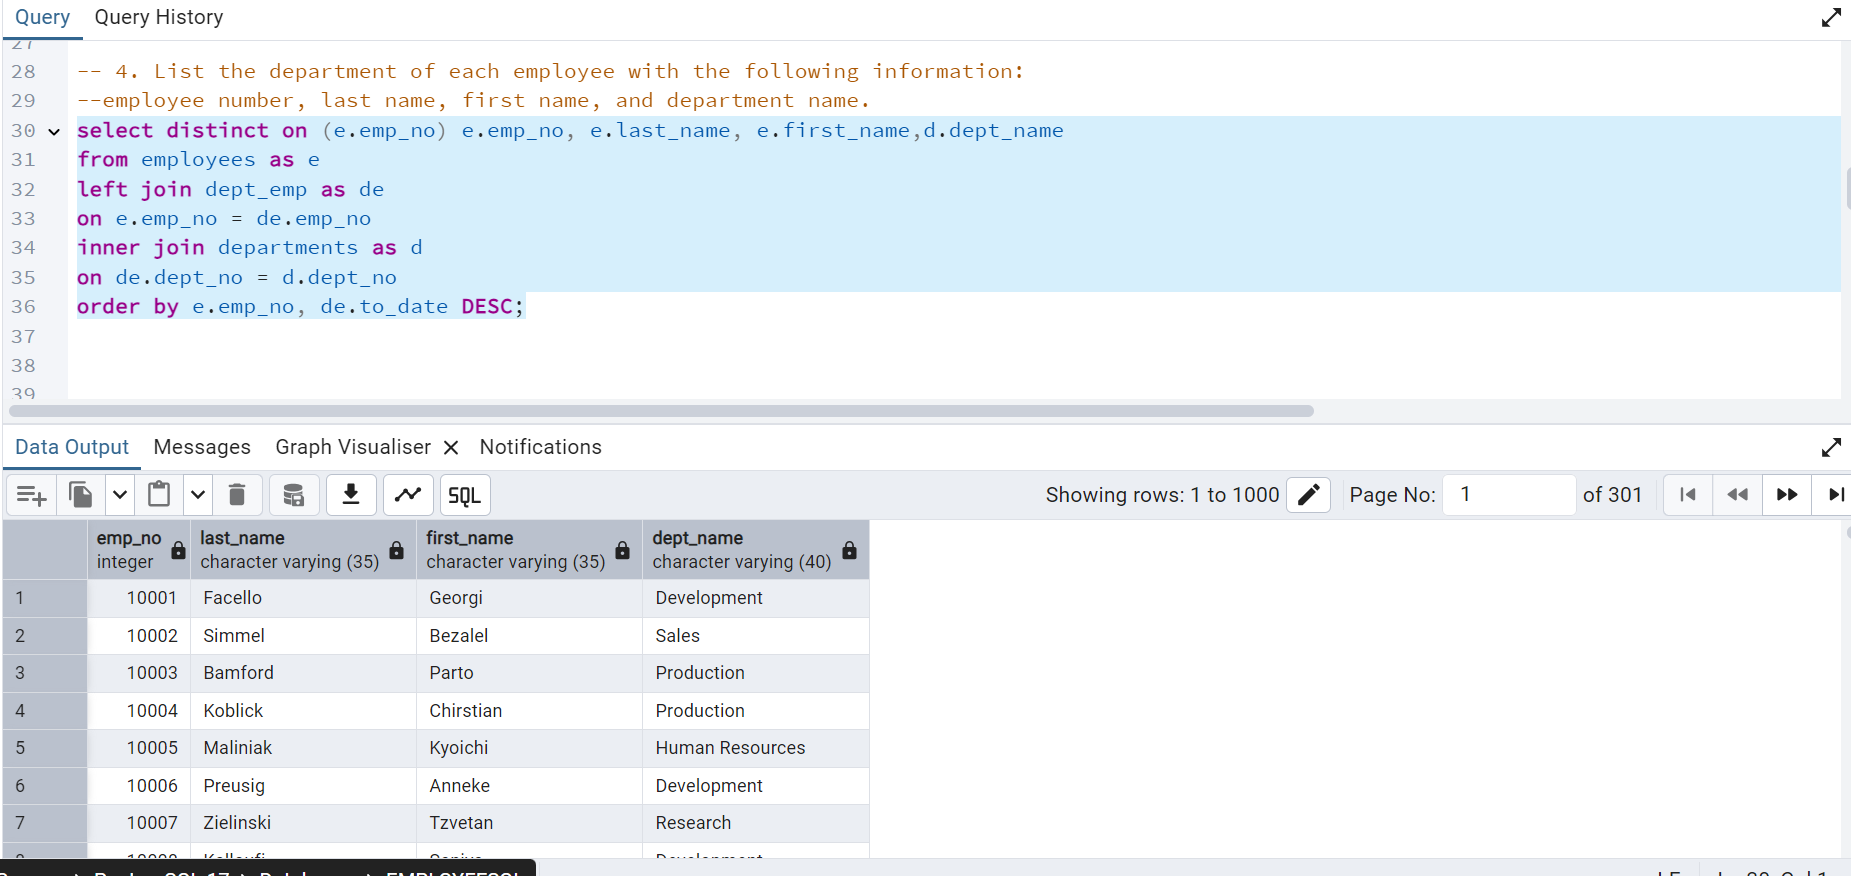 Query Query History
27
28 -- 4. List the department of each employee with the following information:
29 --employee number, last name, first name, and department name.
30 select distinct on (e.emp_no) e.emp_no, e.last_name, e.first_name,d.dept_name
31 from employees as e
32 left join dept_emp as de
33 on e.emp_no = de.emp_no
34 inner join departments as d
35 on de.dept_no = d.dept_no
36 order by e.emp_no, de.to_date DESC;
37
38
39
Data Output Messages Graph Visualiser Notifications
SQL Showing rows: 1 to 1000 Page No: 1 of 301
emp_no last_name first_name dept_name
integer character varying (35) character varying (35) character varying (40)
1 10001 Facello Georgi Development
2 10002 Simmel Bezalel Sales
3 10003 Bamford Parto Production
4 10004 Koblick Chirstian Production
5 10005 Maliniak Kyoichi Human Resources
6 10006 Preusig Anneke Development
7 10007 Zielinski Tzvetan Research